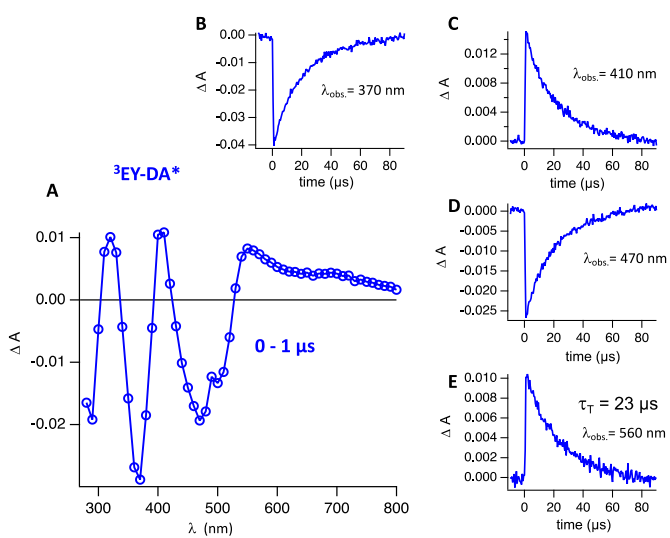 B
0.00
-0.01
-0.02
-0.03
-0.04
Δ A
λobs.= 370 nm
0 20 40 60 80
time (µs)
C
0.012
0.008
0.004
0.000
Δ A
λobs.= 410 nm
0 20 40 60 80
time (µs)
³EY-DA*
A
0.01
0.00
-0.01
-0.02
Δ A
0 - 1 µs
300 400 500 600 700 800
λ (nm)
D
0.000
-0.005
-0.010
-0.015
-0.020
-0.025
Δ A
λobs.= 470 nm
0 20 40 60 80
time (µs)
E
0.010
0.008
0.006
0.004
0.002
0.000
Δ A
τT = 23 µs
λobs.= 560 nm
0 20 40 60 80
time (µs)